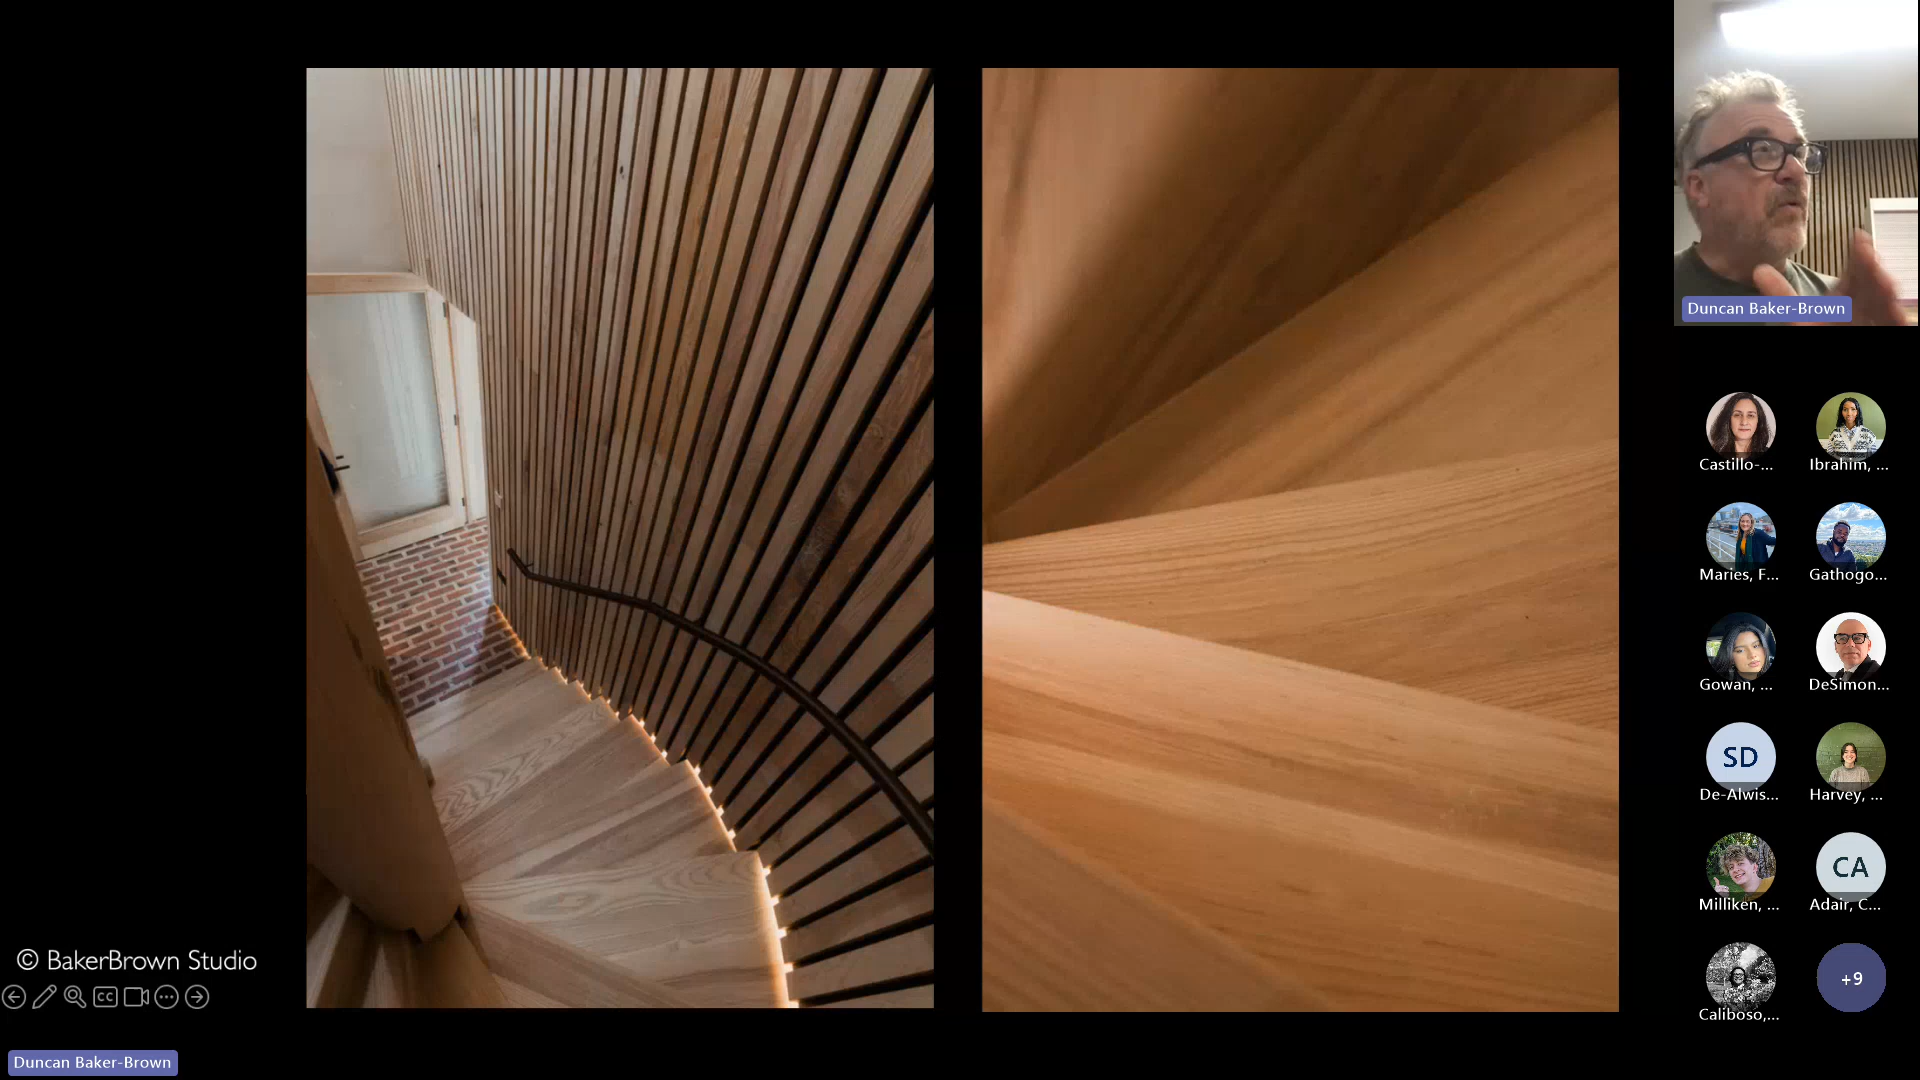 Duncan Baker-Brown
Castillo-...
Ibrahim, ...
Maries, F...
Gathogo...
Gowan, ...
DeSimon...
SD
De-Alwis...
Harvey, ...
Milliken, ...
CA
Adair, C...
Caliboso,...
+9
© BakerBrown Studio
CC
Duncan Baker-Brown